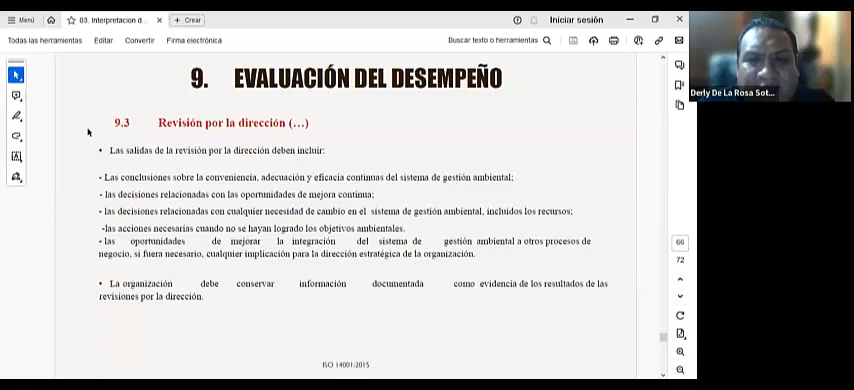 Menú
03. Interpretacion d...
+ Crear
Iniciar sesión
Todas las herramientas Editar Convertir Firma electrónica
Buscar texto o herramientas
Derly De La Rosa Sot...
9. EVALUACIÓN DEL DESEMPEÑO
9.3 Revisión por la dirección (…)
• Las salidas de la revisión por la dirección deben incluir:
- Las conclusiones sobre la conveniencia, adecuación y eficacia continuas del sistema de gestión ambiental;
- las decisiones relacionadas con las oportunidades de mejora continua;
- las decisiones relacionadas con cualquier necesidad de cambio en el sistema de gestión ambiental, incluidos los recursos;
-las acciones necesarias cuando no se hayan logrado los objetivos ambientales.
- las oportunidades de mejorar la integración del sistema de gestión ambiental a otros procesos de
negocio, si fuera necesario, cualquier implicación para la dirección estratégica de la organización.
• La organización debe conservar información documentada como evidencia de los resultados de las
revisiones por la dirección.
66
72
ISO 14001:2015